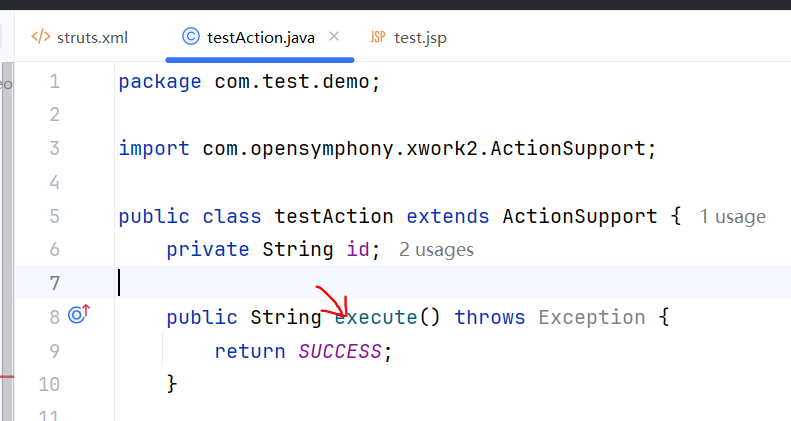 </> struts.xml © testAction.java × JSP test.jsp
1 package com.test.demo;
2
3 import com.opensymphony.xwork2.ActionSupport;
4
5 public class testAction extends ActionSupport { 1 usage
6 private String id; 2 usages
7
8 public String execute() throws Exception {
9 return SUCCESS;
10 }
11